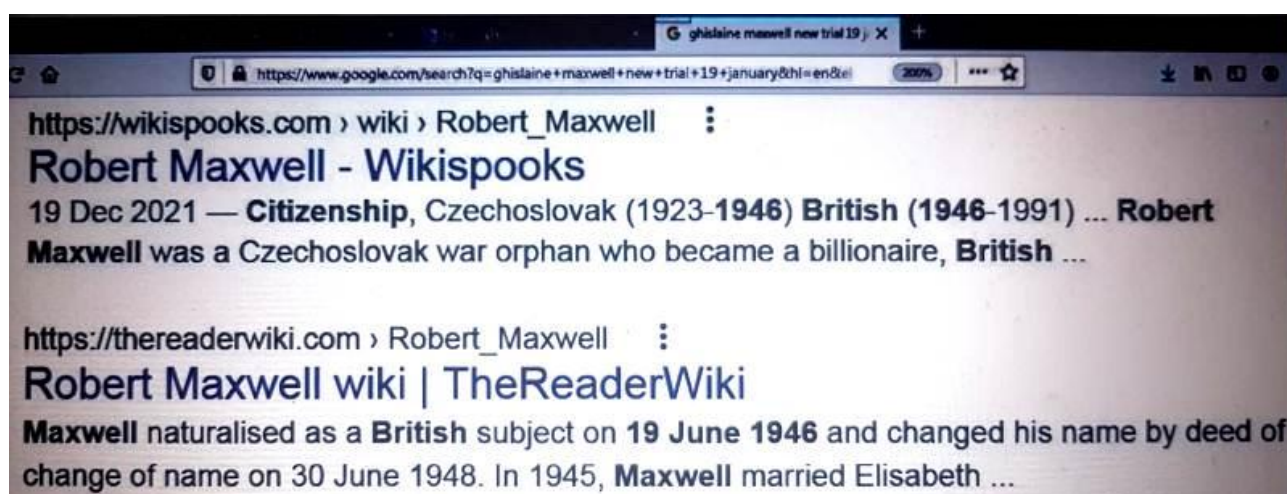 G ghislaine maxwell new trial 19 j
https://www.google.com/search?q=ghislaine+maxwell+new+trial+19+january&hl=en&ei
200%
https://wikispooks.com › wiki › Robert_Maxwell
Robert Maxwell - Wikispooks
19 Dec 2021 — Citizenship, Czechoslovak (1923-1946) British (1946-1991) ... Robert
Maxwell was a Czechoslovak war orphan who became a billionaire, British ...
https://thereaderwiki.com › Robert_Maxwell
Robert Maxwell wiki | TheReaderWiki
Maxwell naturalised as a British subject on 19 June 1946 and changed his name by deed of
change of name on 30 June 1948. In 1945, Maxwell married Elisabeth ...